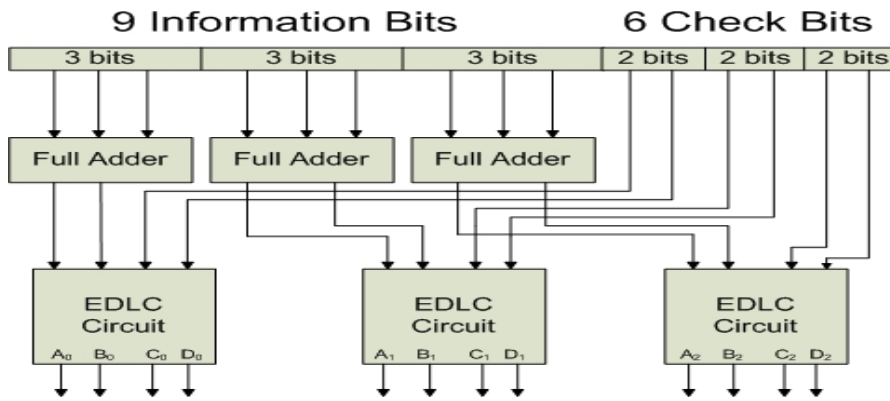 9 Information Bits 6 Check Bits
3 bits 3 bits 3 bits 2 bits 2 bits 2 bits
Full Adder Full Adder Full Adder
EDLC Circuit EDLC Circuit EDLC Circuit
A₀ B₀ C₀ D₀ A₁ B₁ C₁ D₁ A₂ B₂ C₂ D₂